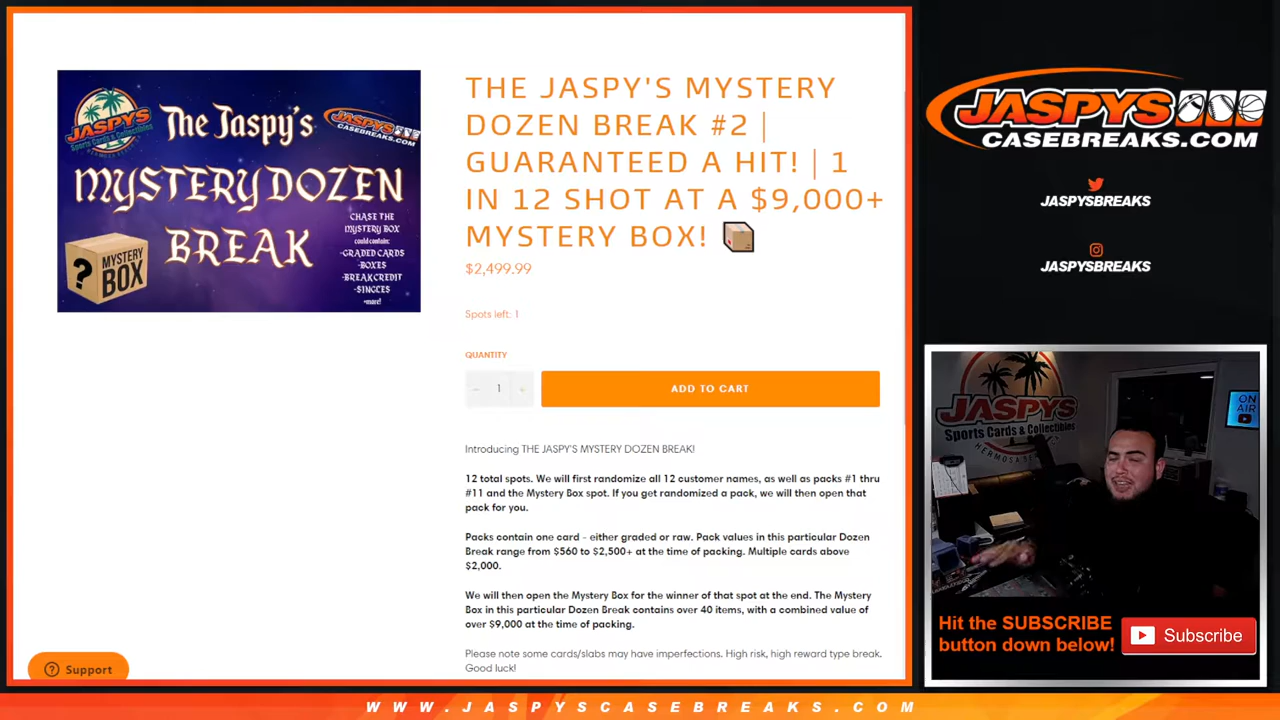 JASPYS
Sports Cards & Collectibles
HERMOSA BEACH
The Jaspy's
JASPYS
CASEBREAKS.COM
MYSTERY DOZEN
BREAK
? MYSTERY
BOX
CHASE THE
MYSTERY BOX
could contain:
-GRADED CARDS
-BOXES
-BREAK CREDIT
-SINGLES
+more!
THE JASPY'S MYSTERY
DOZEN BREAK #2 |
GUARANTEED A HIT! | 1
IN 12 SHOT AT A $9,000+
MYSTERY BOX!
$2,499.99
Spots left: 1
QUANTITY
− 1 +
ADD TO CART
Introducing THE JASPY'S MYSTERY DOZEN BREAK!
12 total spots. We will first randomize all 12 customer names, as well as packs #1 thru
#11 and the Mystery Box spot. If you get randomized a pack, we will then open that
pack for you.
Packs contain one card - either graded or raw. Pack values in this particular Dozen
Break range from $560 to $2,500+ at the time of packing. Multiple cards above
$2,000.
We will then open the Mystery Box for the winner of that spot at the end. The Mystery
Box in this particular Dozen Break contains over 40 items, with a combined value of
over $9,000 at the time of packing.
Please note some cards/slabs may have imperfections. High risk, high reward type break.
Good luck!
? Support
JASPYS
CASEBREAKS.COM
JASPYSBREAKS
JASPYSBREAKS
JASPYS
Sports Cards & Collectibles
HERMOSA BEACH
ON
AIR
Hit the SUBSCRIBE
button down below!
Subscribe
WWW.JASPYSCASEBREAKS.COM